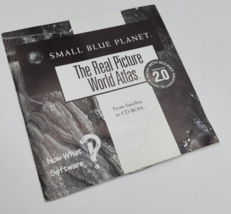 SMALL BLUE PLANET.
The Real Picture
World Atlas.
2.0
From Satellite
to CD-ROM.
Now What
Software